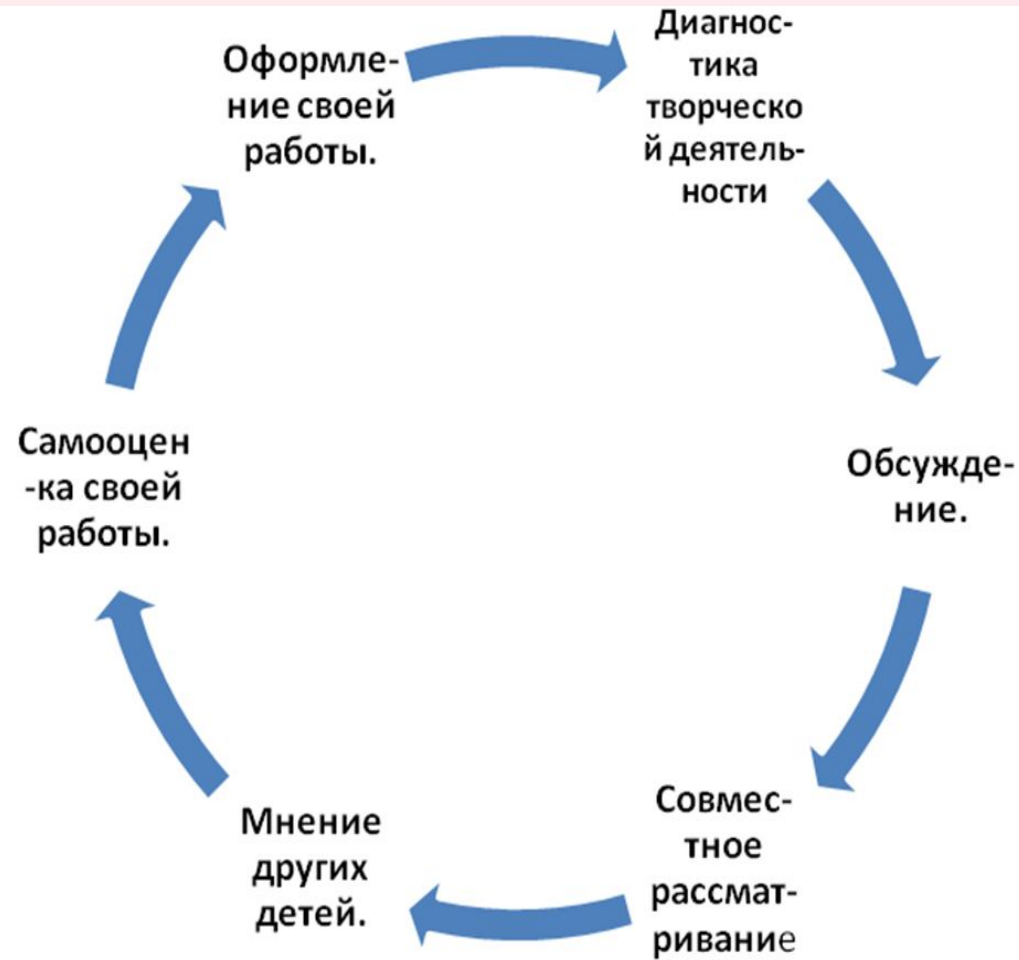 Диагнос-
тика
творческо
й деятель-
ности
Обсужде-
ние.
Совмес-
тное
рассмат-
ривание
Мнение
других
детей.
Самооцен
-ка своей
работы.
Оформле-
ние своей
работы.